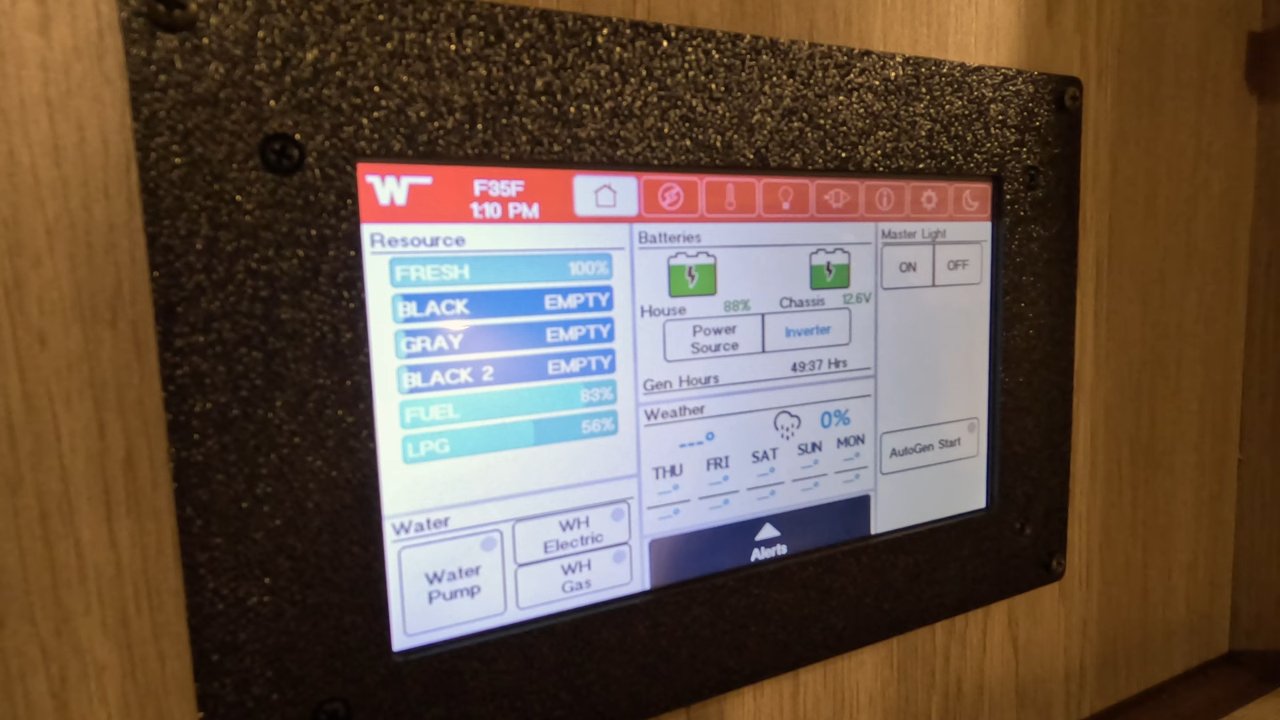 W
F35F
1:10 PM
Resource
FRESH 100%
BLACK EMPTY
GRAY EMPTY
BLACK 2 EMPTY
FUEL 83%
LPG 56%
Water
Water
Pump
WH
Electric
WH
Gas
Batteries
House 88%
Chassis 12.6V
Power
Source
Inverter
Gen Hours 49:37 Hrs
Weather
---° 0%
THU FRI SAT SUN MON
--° --° --° --° --°
--° --° --° --° --°
Alerts
Master Light
ON OFF
AutoGen Start